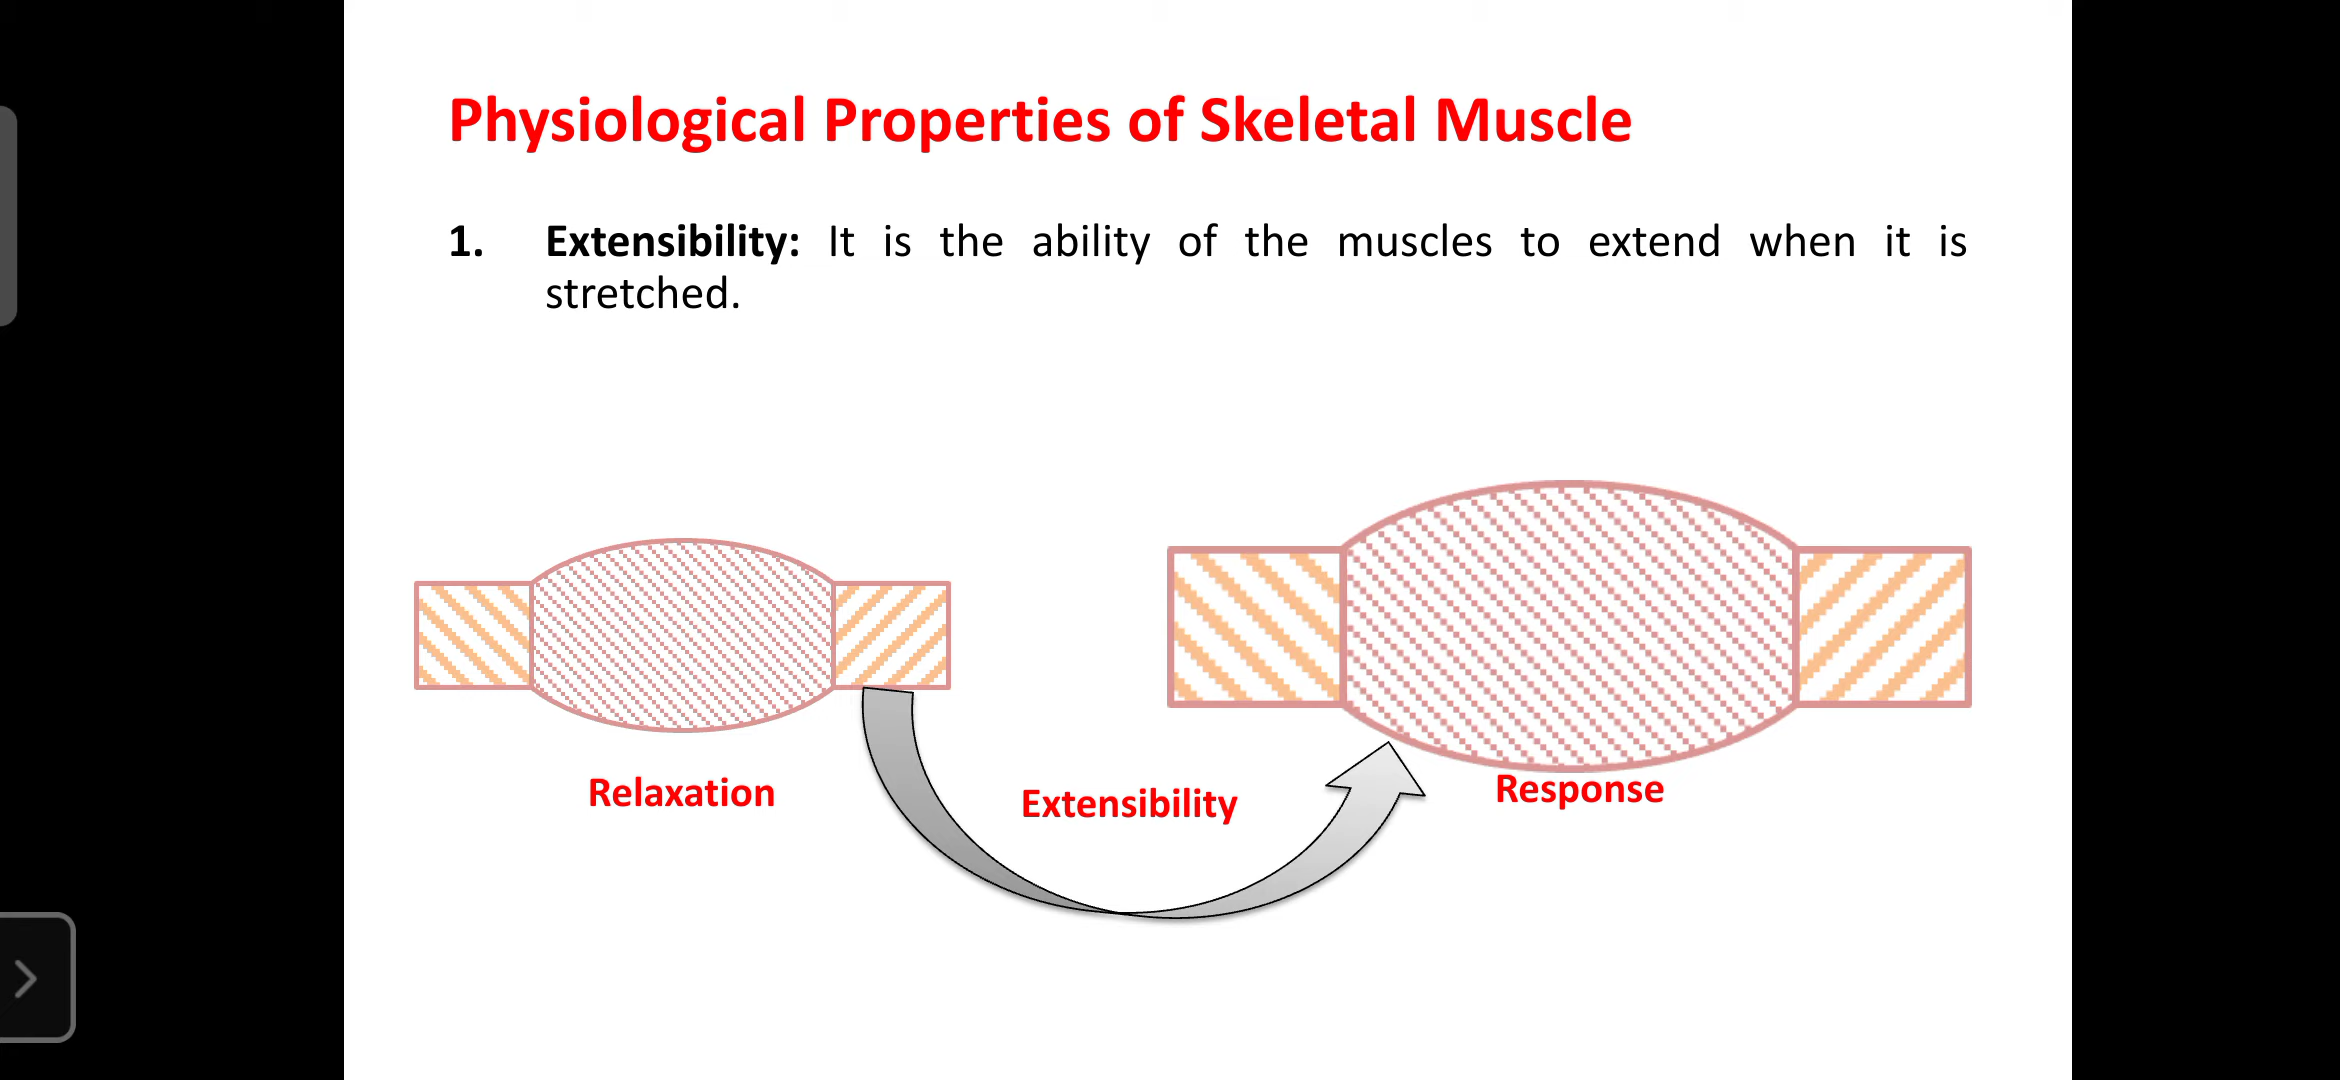 Physiological Properties of Skeletal Muscle
1. Extensibility: It is the ability of the muscles to extend when it is
stretched.
Relaxation
Extensibility
Response